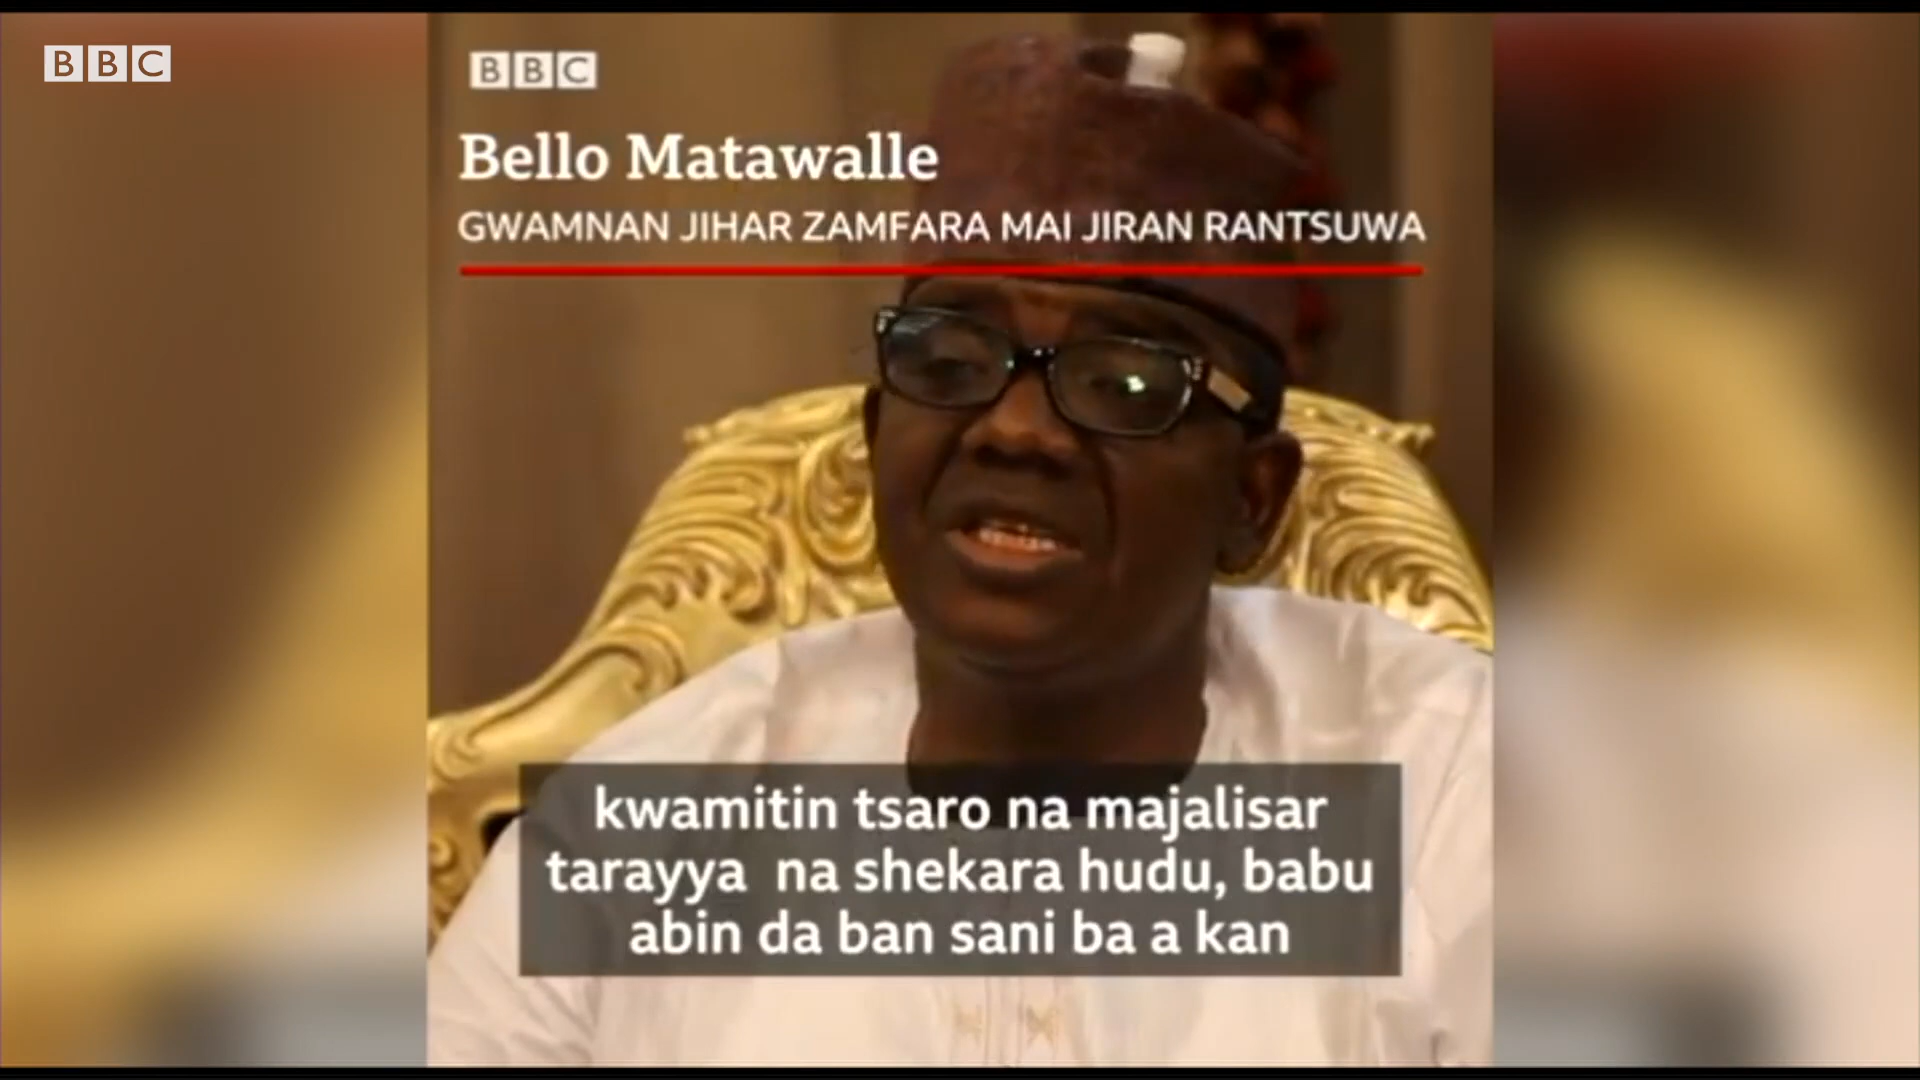 BBC
BBC
Bello Matawalle
GWAMNAN JIHAR ZAMFARA MAI JIRAN RANTSUWA
kwamitin tsaro na majalisar
tarayya na shekara hudu, babu
abin da ban sani ba a kan